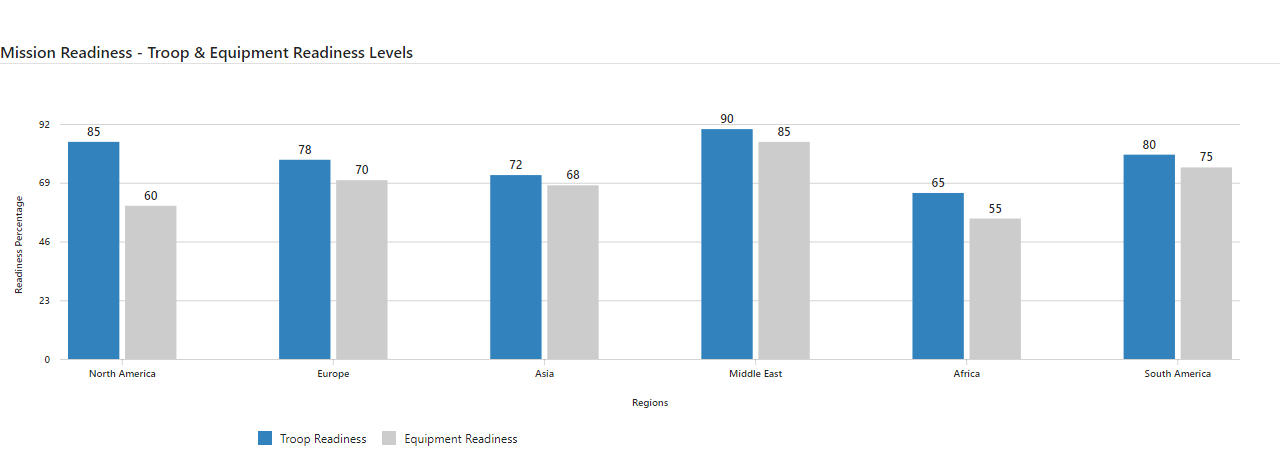 Mission Readiness - Troop & Equipment Readiness Levels
92
69
46
23
0
Readiness Percentage
85
60
78
70
72
68
90
85
65
55
80
75
North America
Europe
Asia
Middle East
Africa
South America
Regions
Troop Readiness
Equipment Readiness